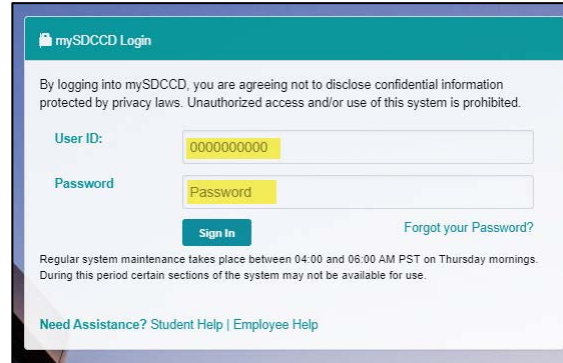 mySDCCD Login
By logging into mySDCCD, you are agreeing not to disclose confidential information
protected by privacy laws. Unauthorized access and/or use of this system is prohibited.
User ID:
0000000000
Password
Password
Sign In
Forgot your Password?
Regular system maintenance takes place between 04:00 and 06:00 AM PST on Thursday mornings.
During this period certain sections of the system may not be available for use.
Need Assistance? Student Help | Employee Help